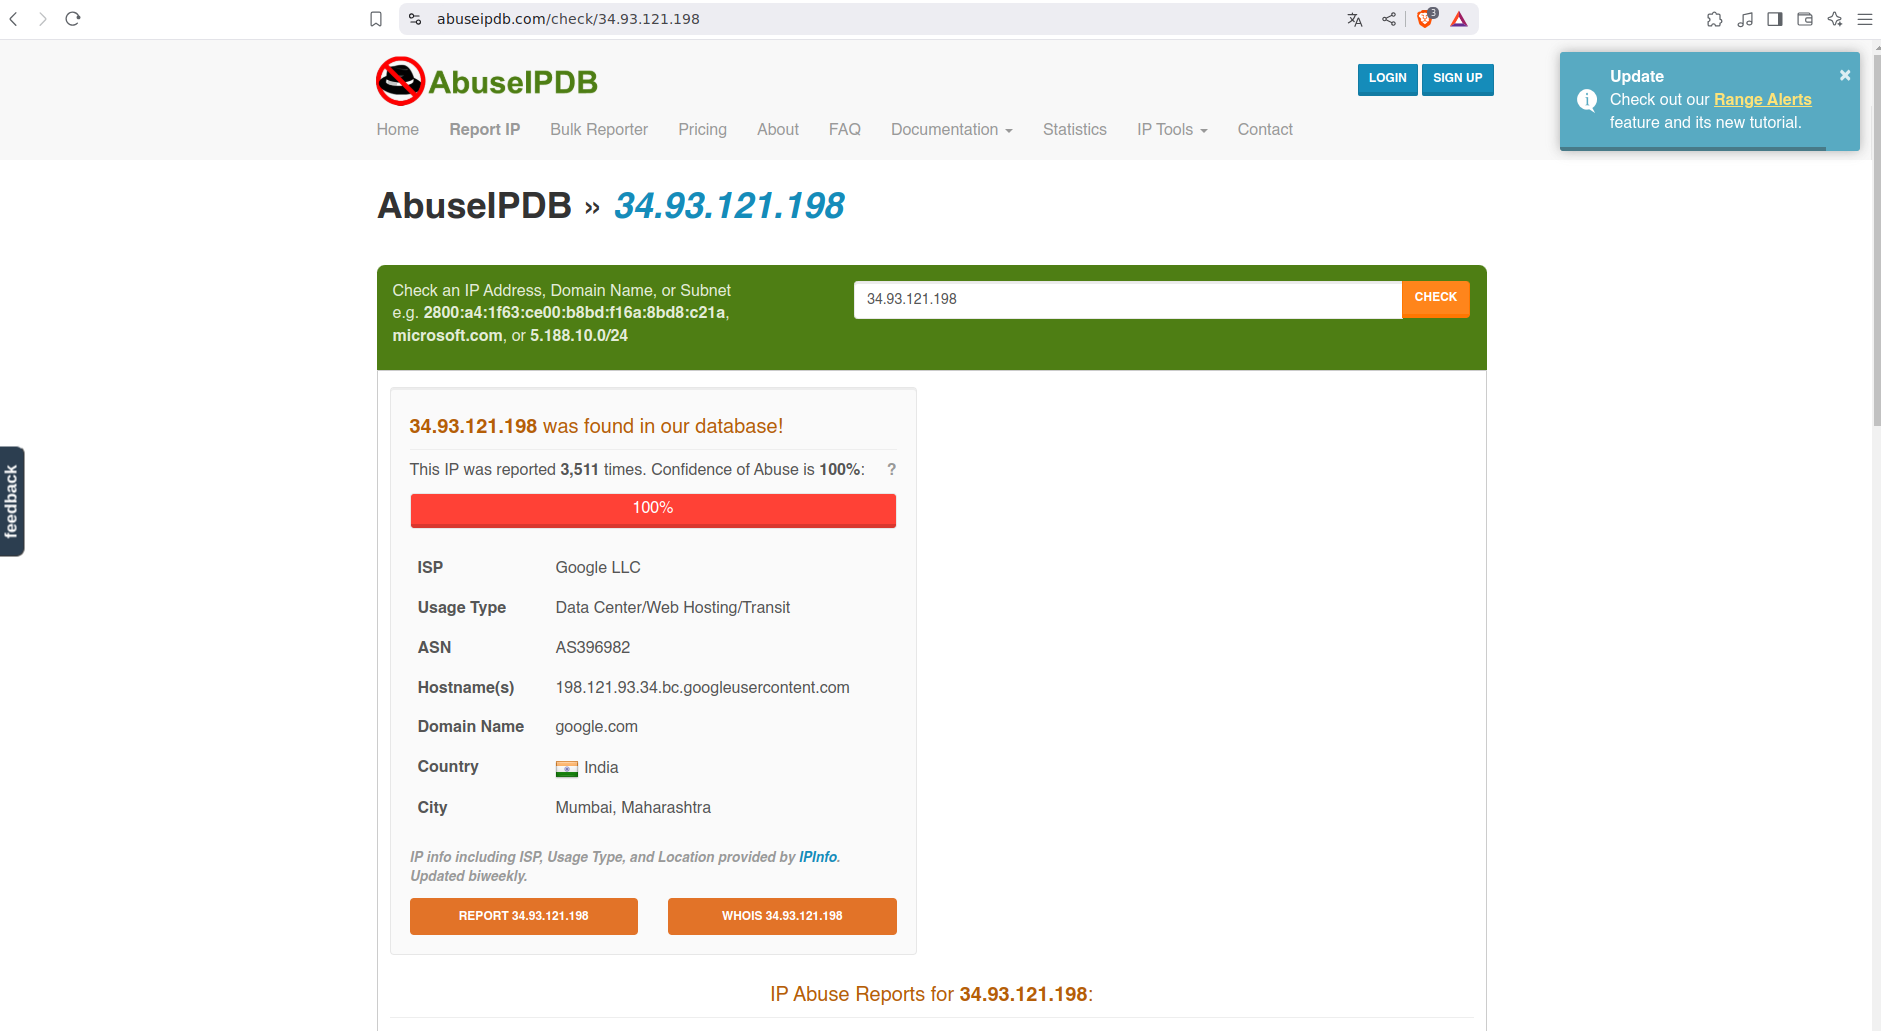 abuseipdb.com/check/34.93.121.198
3
AbuseIPDB
LOGIN
SIGN UP
Update
Check out our Range Alerts
feature and its new tutorial.
×
Home
Report IP
Bulk Reporter
Pricing
About
FAQ
Documentation
Statistics
IP Tools
Contact
AbuseIPDB » 34.93.121.198
Check an IP Address, Domain Name, or Subnet
e.g. 2800:a4:1f63:ce00:b8bd:f16a:8bd8:c21a,
microsoft.com, or 5.188.10.0/24
34.93.121.198
CHECK
34.93.121.198 was found in our database!
This IP was reported 3,511 times. Confidence of Abuse is 100%: ?
100%
ISP Google LLC
Usage Type Data Center/Web Hosting/Transit
ASN AS396982
Hostname(s) 198.121.93.34.bc.googleusercontent.com
Domain Name google.com
Country India
City Mumbai, Maharashtra
IP info including ISP, Usage Type, and Location provided by IPInfo.
Updated biweekly.
REPORT 34.93.121.198
WHOIS 34.93.121.198
IP Abuse Reports for 34.93.121.198:
feedback